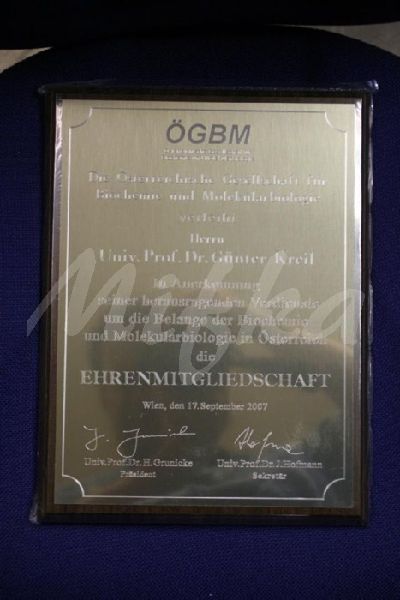 ÖGBM
Die Österreichische Gesellschaft für
Biochemie und Molekularbiologie
verleiht
Herrn
Univ. Prof. Dr. Günter Kreil
in Anerkennung
seiner herausragenden Verdienste
um die Belange der Biochemie
und Molekularbiologie in Österreich
die
EHRENMITGLIEDSCHAFT
Wien, den 17.September 2007
Univ.Prof.Dr.H.Grunicke
Univ.Prof.Dr.J.Hofmann
Präsident
Sekretär